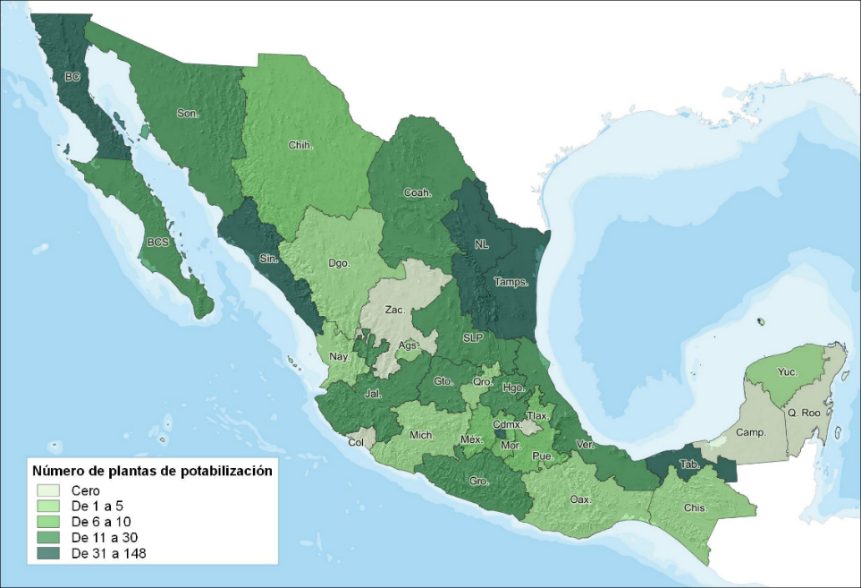 BC
Son.
Chih.
Coah.
BCS
Sin.
NL
Dgo.
Tamps.
Zac.
SLP
Nay.
Ags.
Yuc.
Gto.
Qro.
Hgo.
Jal.
Q. Roo
Tlax.
Cdmx.
Camp.
Col.
Mich.
Méx.
Mor.
Ver.
Pue.
Tab.
Gro.
Oax.
Chis.
Número de plantas de potabilización
Cero
De 1 a 5
De 6 a 10
De 11 a 30
De 31 a 148